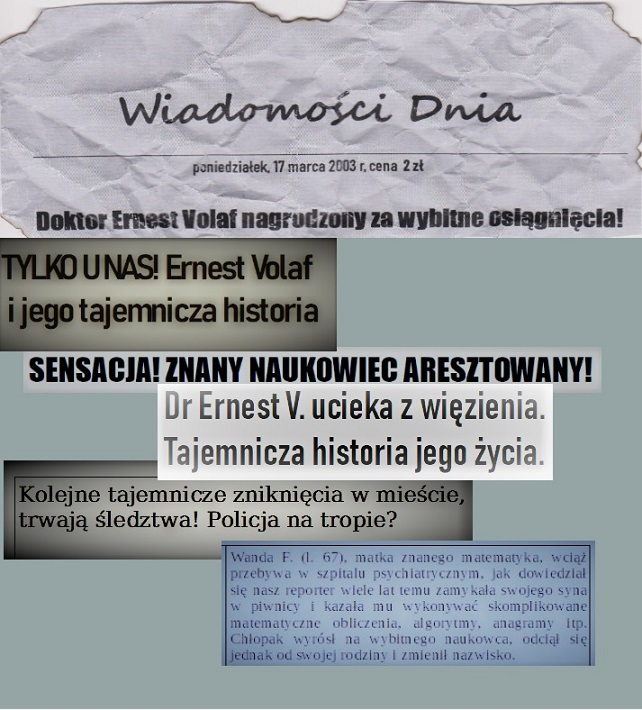 Wiadomości Dnia
poniedziałek, 17 marca 2003 r, cena 2 zł
Doktor Ernest Volaf nagrodzony za wybitne osiągnięcia!
TYLKO U NAS! Ernest Volaf
i jego tajemnicza historia
SENSACJA! ZNANY NAUKOWIEC ARESZTOWANY!
Dr Ernest V. ucieka z więzienia.
Tajemnicza historia jego życia.
Kolejne tajemnicze zniknięcia w mieście,
trwają śledztwa! Policja na tropie?
Wanda F. (l. 67), matka znanego matematyka, wciąż
przebywa w szpitalu psychiatrycznym, jak dowiedział
się nasz reporter wiele lat temu zamykała swojego syna
w piwnicy i kazała mu wykonywać skomplikowane
matematyczne obliczenia, algorytmy, anagramy itp.
Chłopak wyrósł na wybitnego naukowca, odciął się
jednak od swojej rodziny i zmienił nazwisko.